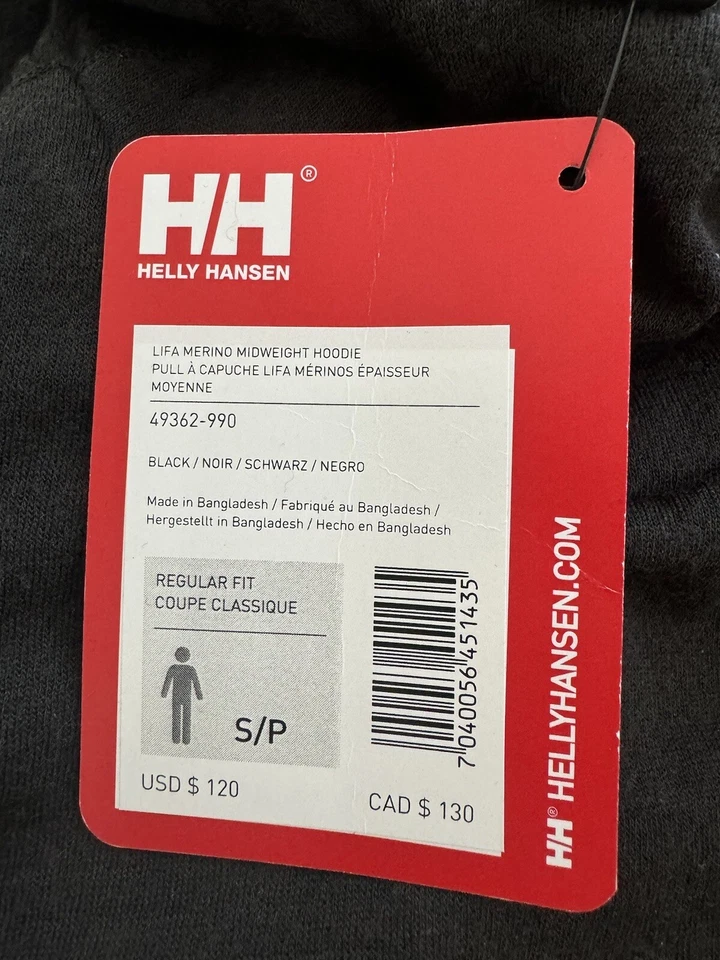 HH®
HELLY HANSEN
LIFA MERINO MIDWEIGHT HOODIE
PULL À CAPUCHE LIFA MÉRINOS ÉPAISSEUR
MOYENNE
49362-990
BLACK / NOIR / SCHWARZ / NEGRO
Made in Bangladesh / Fabriqué au Bangladesh /
Hergestellt in Bangladesh / Hecho en Bangladesh
REGULAR FIT
COUPE CLASSIQUE
S/P
7 040056 451435
USD $ 120
CAD $ 130
HH® HELLYHANSEN.COM